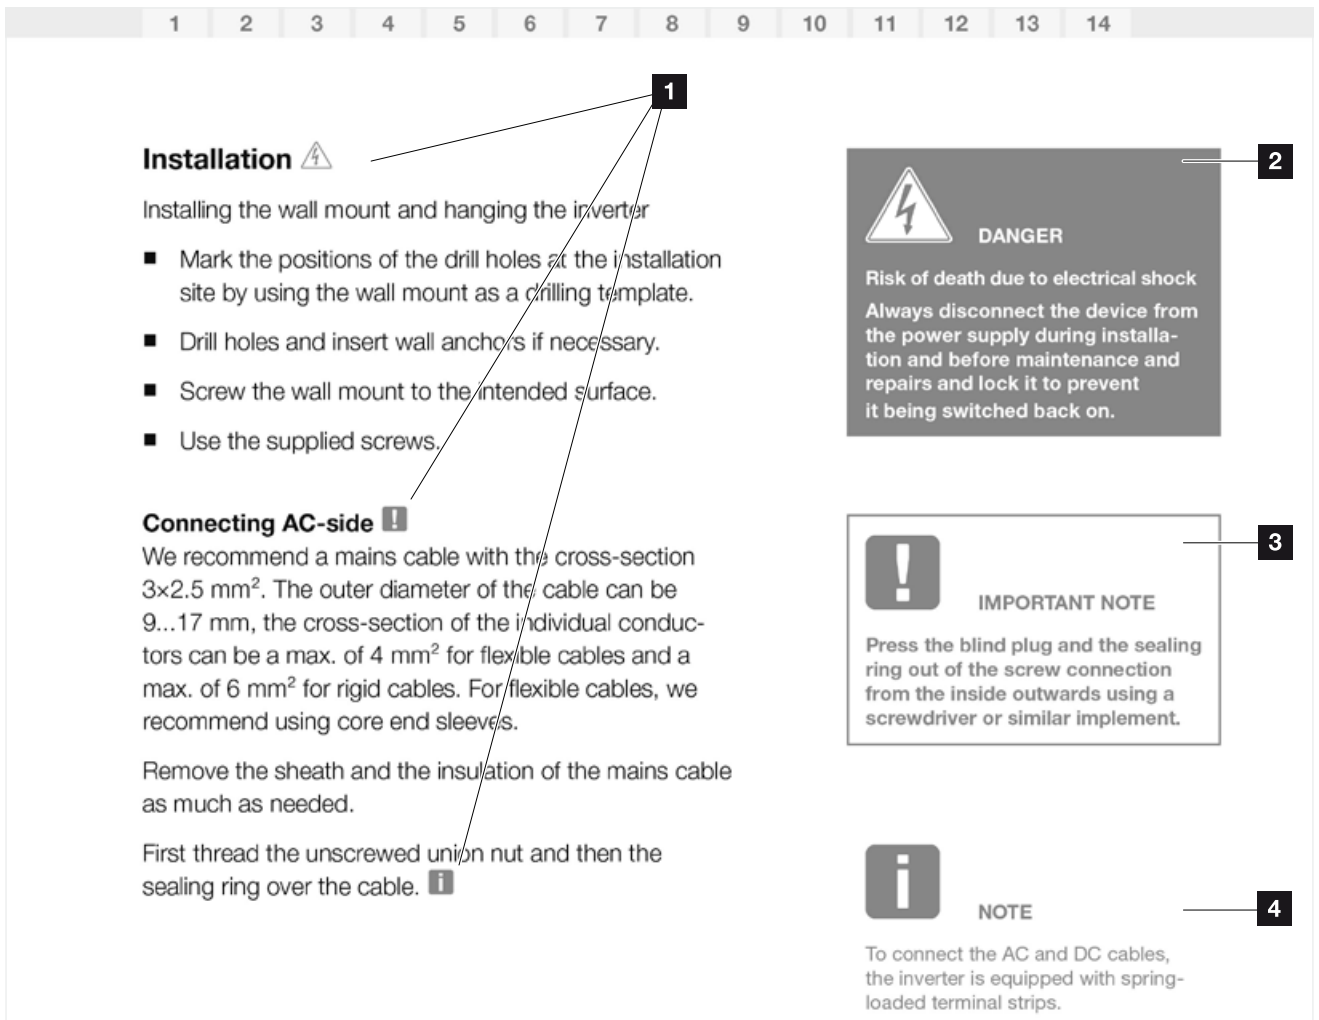 1 2 3 4 5 6 7 8 9 10 11 12 13 14
1
Installation
Installing the wall mount and hanging the inverter
■ Mark the positions of the drill holes at the installation
site by using the wall mount as a drilling template.
■ Drill holes and insert wall anchors if necessary.
■ Screw the wall mount to the intended surface.
■ Use the supplied screws.
Connecting AC-side !
We recommend a mains cable with the cross-section
3×2.5 mm². The outer diameter of the cable can be
9...17 mm, the cross-section of the individual conduc-
tors can be a max. of 4 mm² for flexible cables and a
max. of 6 mm² for rigid cables. For flexible cables, we
recommend using core end sleeves.
Remove the sheath and the insulation of the mains cable
as much as needed.
First thread the unscrewed union nut and then the
sealing ring over the cable. i
2
DANGER
Risk of death due to electrical shock
Always disconnect the device from
the power supply during installa-
tion and before maintenance and
repairs and lock it to prevent
it being switched back on.
3
!
IMPORTANT NOTE
Press the blind plug and the sealing
ring out of the screw connection
from the inside outwards using a
screwdriver or similar implement.
i
NOTE
4
To connect the AC and DC cables,
the inverter is equipped with spring-
loaded terminal strips.